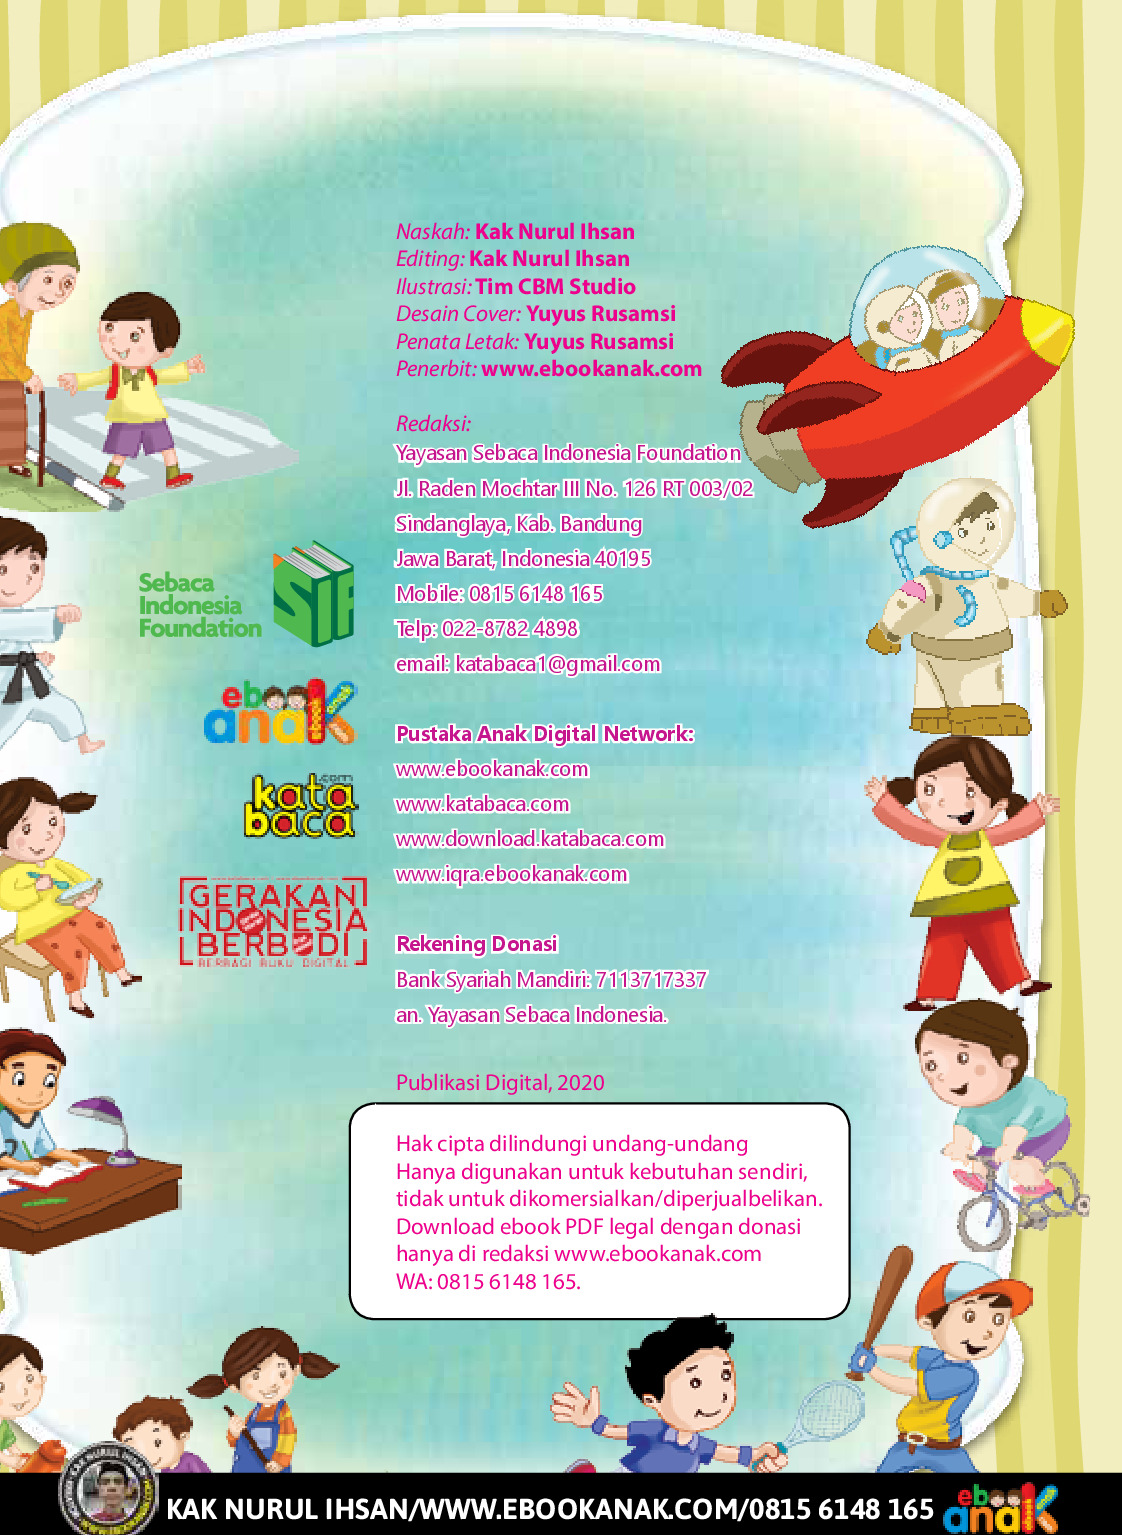 Naskah: Kak Nurul Ihsan
Editing: Kak Nurul Ihsan
Ilustrasi: Tim CBM Studio
Desain Cover: Yuyus Rusamsi
Penata Letak: Yuyus Rusamsi
Penerbit: www.ebookanak.com
Redaksi:
Yayasan Sebaca Indonesia Foundation
Jl. Raden Mochtar III No. 126 RT 003/02
Sindanglaya, Kab. Bandung
Jawa Barat, Indonesia 40195
Mobile: 0815 6148 165
Telp: 022-8782 4898
email: katabaca1@gmail.com
Sebaca
Indonesia
Foundation
SIF
ebook
anak
.com
kata
baca
GERAKAN
INDONESIA
BERBUDI
BERBAGI BUKU DIGITAL
Pustaka Anak Digital Network:
www.ebookanak.com
www.katabaca.com
www.download.katabaca.com
www.iqra.ebookanak.com
Rekening Donasi
Bank Syariah Mandiri: 7113717337
an. Yayasan Sebaca Indonesia.
Publikasi Digital, 2020
Hak cipta dilindungi undang-undang
Hanya digunakan untuk kebutuhan sendiri,
tidak untuk dikomersialkan/diperjualbelikan.
Download ebook PDF legal dengan donasi
hanya di redaksi www.ebookanak.com
WA: 0815 6148 165.
KAK NURUL IHSAN/WWW.EBOOKANAK.COM/0815 6148 165
ebook
anak